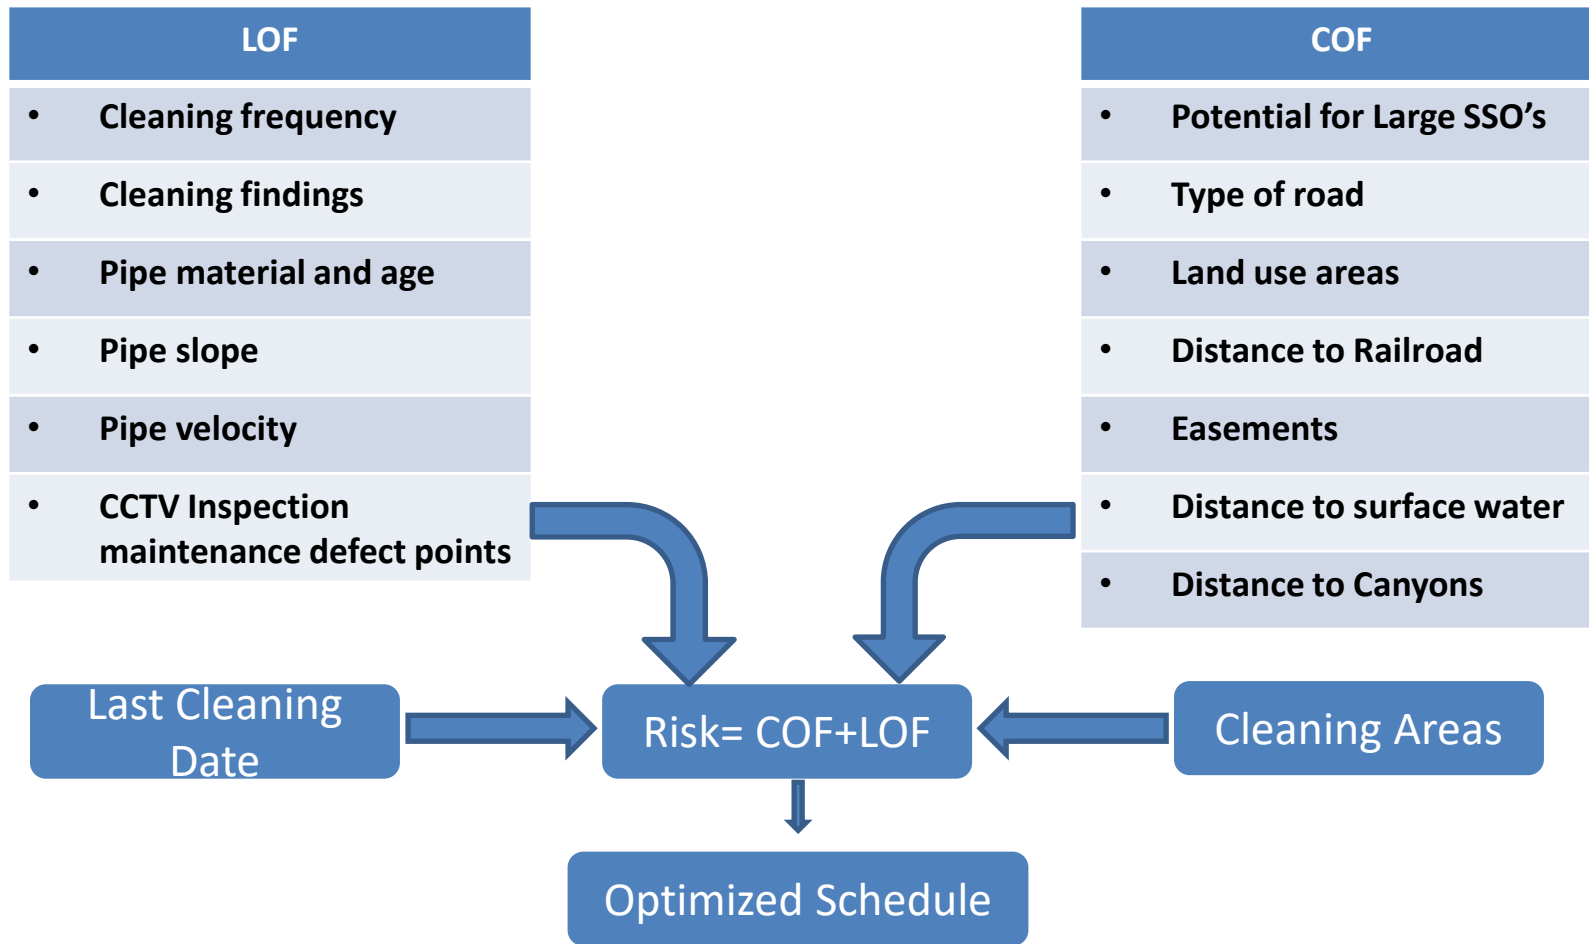 LOF
• Cleaning frequency
• Cleaning findings
• Pipe material and age
• Pipe slope
• Pipe velocity
• CCTV Inspection
maintenance defect points
COF
• Potential for Large SSO’s
• Type of road
• Land use areas
• Distance to Railroad
• Easements
• Distance to surface water
• Distance to Canyons
Last Cleaning
Date
Risk= COF+LOF
Cleaning Areas
Optimized Schedule